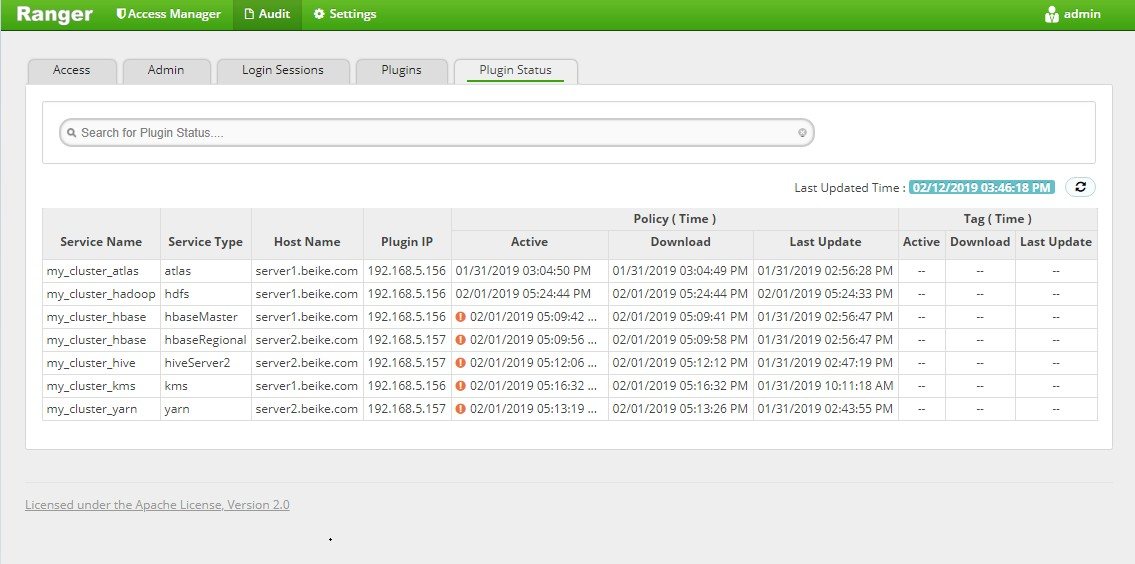 Ranger Access Manager Audit Settings admin
Access Admin Login Sessions Plugins Plugin Status
Search for Plugin Status....
Last Updated Time : 02/12/2019 03:46:18 PM
Policy ( Time ) Tag ( Time )
Service Name Service Type Host Name Plugin IP Active Download Last Update Active Download Last Update
my_cluster_atlas atlas server1.beike.com 192.168.5.156 01/31/2019 03:04:50 PM 01/31/2019 03:04:49 PM 01/31/2019 02:56:28 PM -- -- --
my_cluster_hadoop hdfs server1.beike.com 192.168.5.156 02/01/2019 05:24:44 PM 02/01/2019 05:24:44 PM 02/01/2019 05:24:33 PM -- -- --
my_cluster_hbase hbaseMaster server1.beike.com 192.168.5.156 02/01/2019 05:09:42 ... 02/01/2019 05:09:41 PM 01/31/2019 02:56:47 PM -- -- --
my_cluster_hbase hbaseRegional server2.beike.com 192.168.5.157 02/01/2019 05:09:56 ... 02/01/2019 05:09:58 PM 01/31/2019 02:56:47 PM -- -- --
my_cluster_hive hiveServer2 server2.beike.com 192.168.5.157 02/01/2019 05:12:06 ... 02/01/2019 05:12:12 PM 01/31/2019 02:47:19 PM -- -- --
my_cluster_kms kms server1.beike.com 192.168.5.156 02/01/2019 05:16:32 ... 02/01/2019 05:16:32 PM 01/31/2019 10:11:18 AM -- -- --
my_cluster_yarn yarn server2.beike.com 192.168.5.157 02/01/2019 05:13:19 ... 02/01/2019 05:13:26 PM 01/31/2019 02:43:55 PM -- -- --
Licensed under the Apache License, Version 2.0